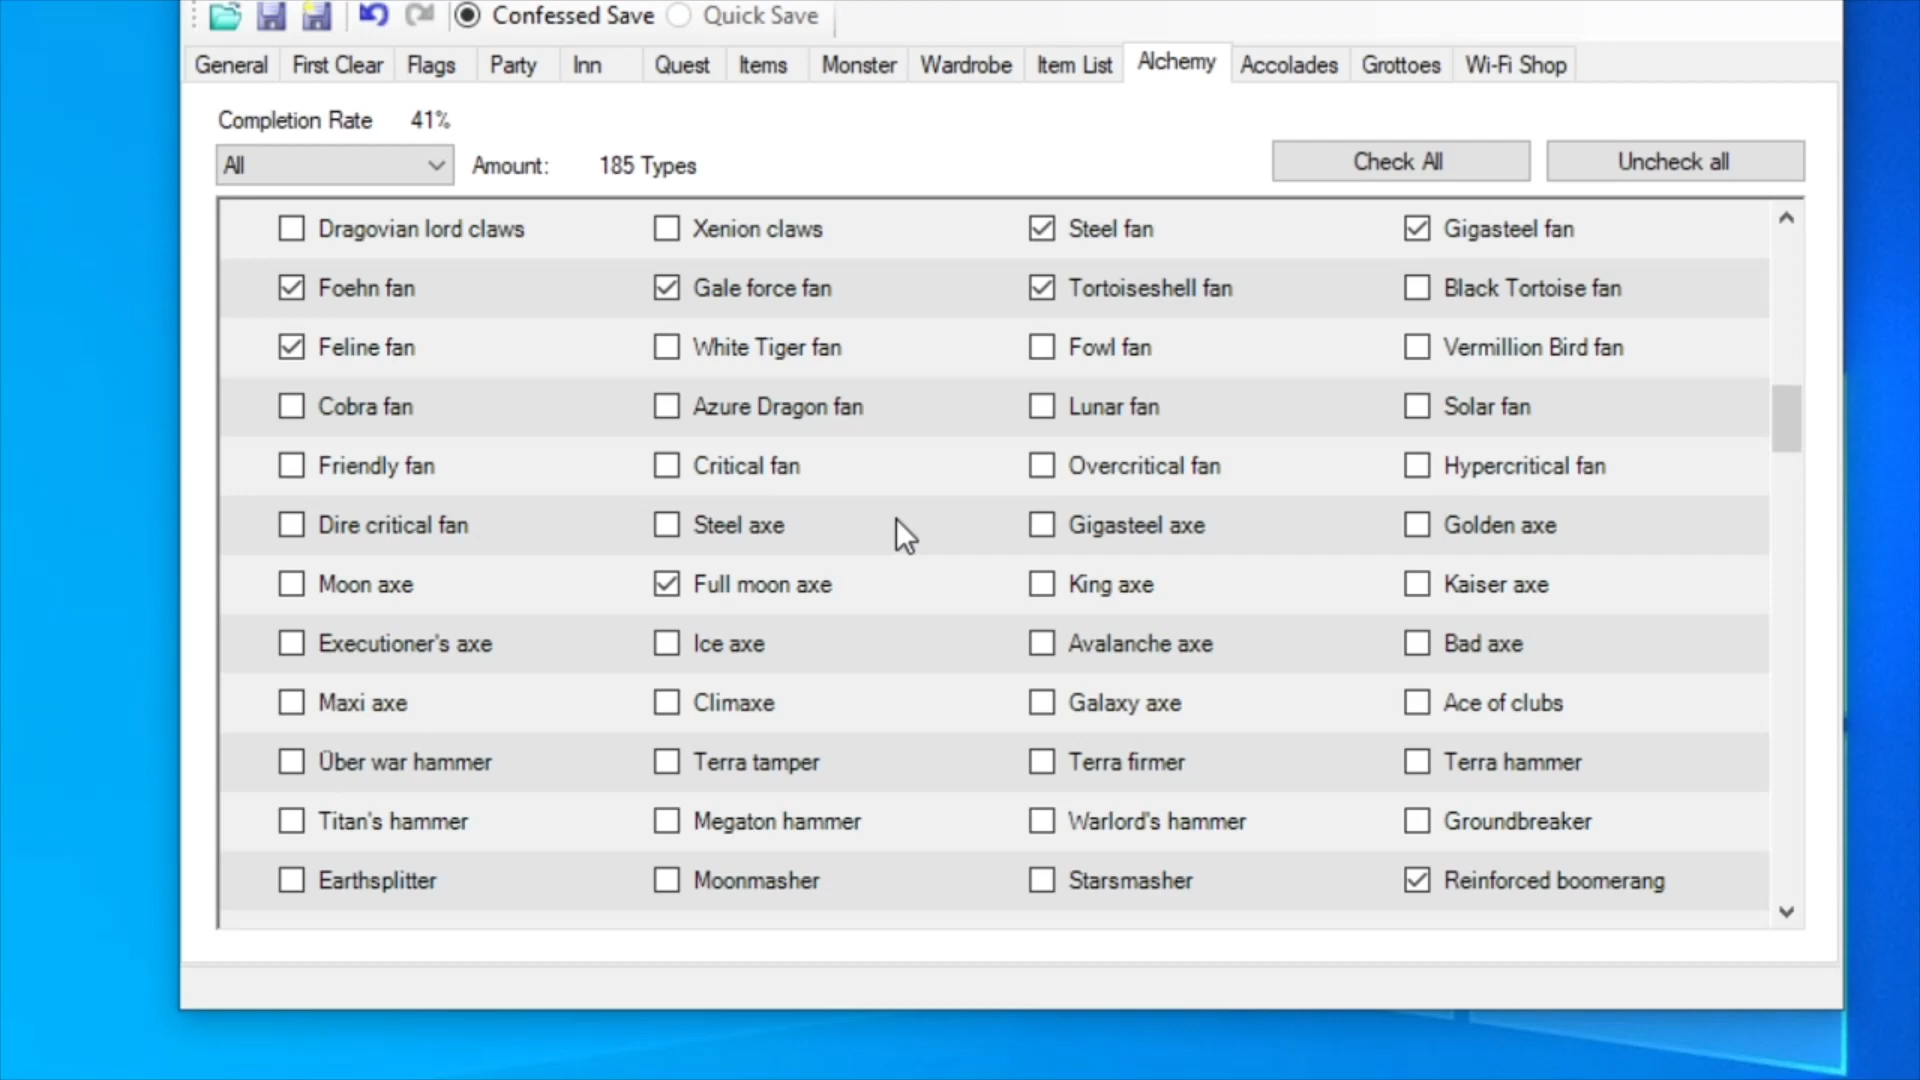 Confessed Save Quick Save
General First Clear Flags Party Inn Quest Items Monster Wardrobe Item List Alchemy Accolades Grottoes Wi-Fi Shop
Completion Rate 41%
All Amount: 185 Types Check All Uncheck all
Dragovian lord claws Xenion claws Steel fan Gigasteel fan
Foehn fan Gale force fan Tortoiseshell fan Black Tortoise fan
Feline fan White Tiger fan Fowl fan Vermillion Bird fan
Cobra fan Azure Dragon fan Lunar fan Solar fan
Friendly fan Critical fan Overcritical fan Hypercritical fan
Dire critical fan Steel axe Gigasteel axe Golden axe
Moon axe Full moon axe King axe Kaiser axe
Executioner's axe Ice axe Avalanche axe Bad axe
Maxi axe Climaxe Galaxy axe Ace of clubs
Über war hammer Terra tamper Terra firmer Terra hammer
Titan's hammer Megaton hammer Warlord's hammer Groundbreaker
Earthsplitter Moonmasher Starsmasher Reinforced boomerang